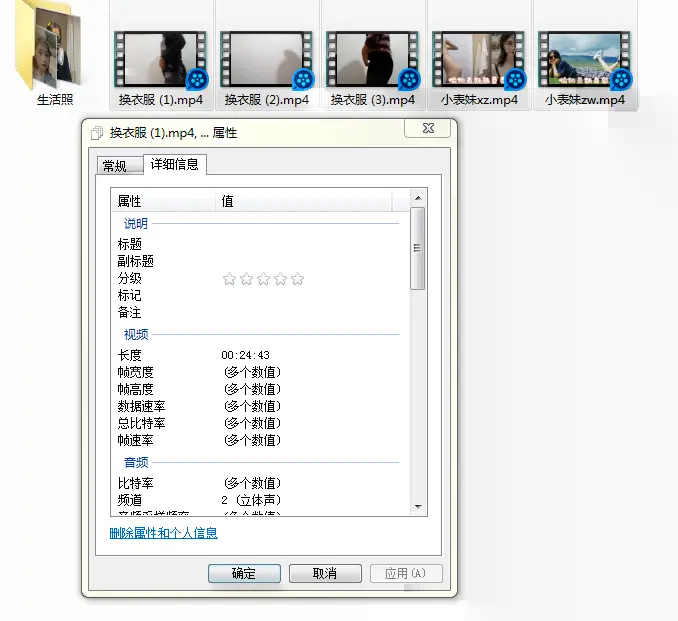 生活照
换衣服 (1).mp4
换衣服 (2).mp4
换衣服 (3).mp4
小表妹xz.mp4
小表妹zw.mp4
换衣服 (1).mp4, ... 属性
常规
详细信息
属性 值
说明
标题
副标题
分级
标记
备注
视频
长度 00:24:43
帧宽度 (多个数值)
帧高度 (多个数值)
数据速率 (多个数值)
总比特率 (多个数值)
帧速率 (多个数值)
音频
比特率 (多个数值)
频道 2 (立体声)
删除属性和个人信息
确定 取消 应用(A)